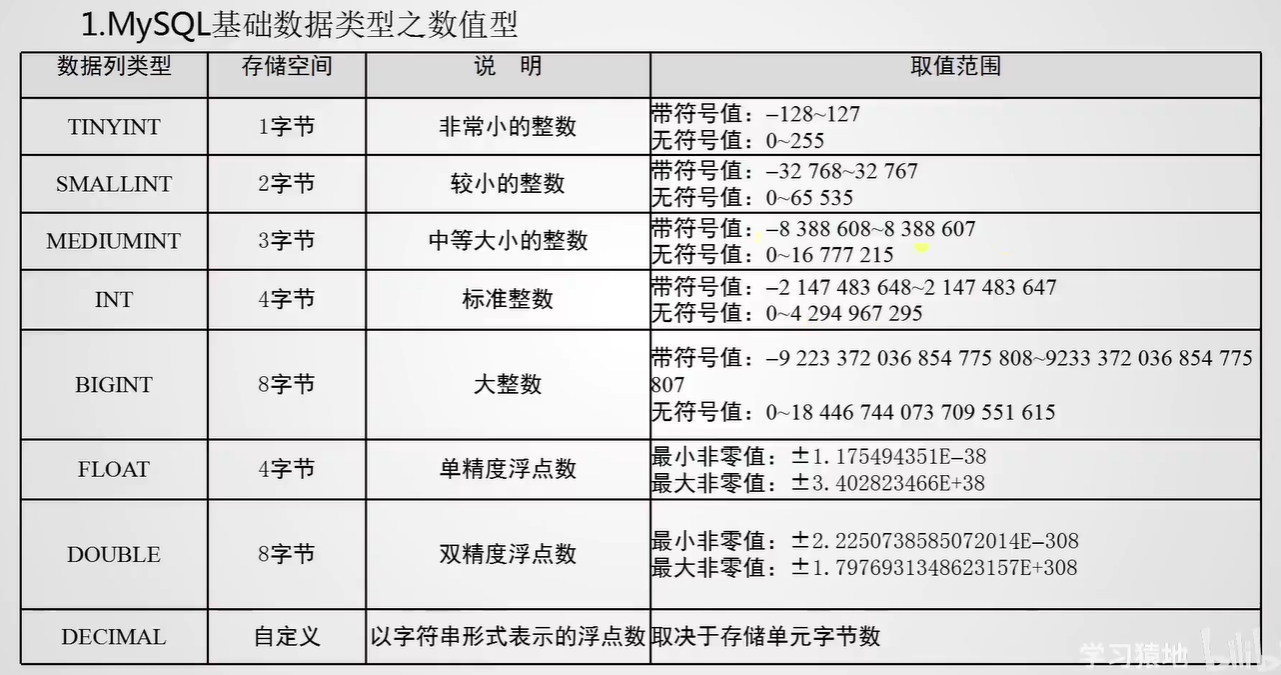 1.MySQL基础数据类型之数值型
数据列类型 存储空间 说 明 取值范围
TINYINT 1字节 非常小的整数 带符号值：–128~127
无符号值：0~255
SMALLINT 2字节 较小的整数 带符号值：–32 768~32 767
无符号值：0~65 535
MEDIUMINT 3字节 中等大小的整数 带符号值：–8 388 608~8 388 607
无符号值：0~16 777 215
INT 4字节 标准整数 带符号值：–2 147 483 648~2 147 483 647
无符号值：0~4 294 967 295
BIGINT 8字节 大整数 带符号值：–9 223 372 036 854 775 808~9233 372 036 854 775
807
无符号值：0~18 446 744 073 709 551 615
FLOAT 4字节 单精度浮点数 最小非零值：±1.175494351E–38
最大非零值：±3.402823466E+38
DOUBLE 8字节 双精度浮点数 最小非零值：±2.2250738585072014E–308
最大非零值：±1.7976931348623157E+308
DECIMAL 自定义 以字符串形式表示的浮点数 取决于存储单元字节数
学习猿地 bilibili